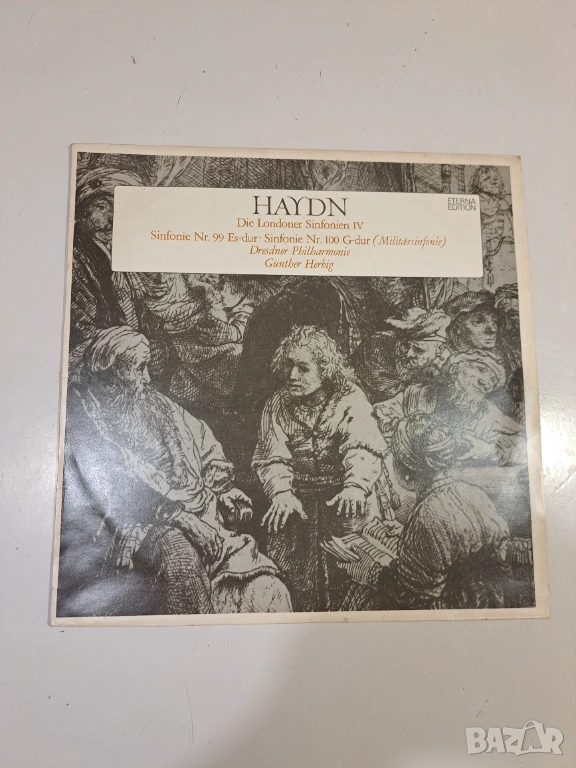 HAYDN
Die Londoner Sinfonien IV
Sinfonie Nr. 99 Es-dur · Sinfonie Nr. 100 G-dur (Militärsinfonie)
Dresdner Philharmonie
Günther Herbig
ETERNA
EDITION
BAZAR